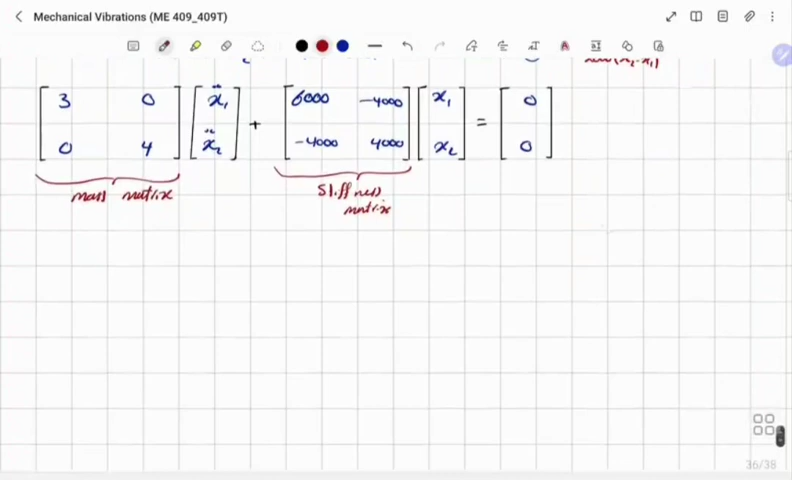 Mechanical Vibrations (ME 409_409T)
[ 3 0 ; 0 4 ] [ ẍ₁ ; ẍ₂ ] + [ 6000 -4000 ; -4000 4000 ] [ x₁ ; x₂ ] = [ 0 ; 0 ]
mass matrix
stiffness
matrix
36/38